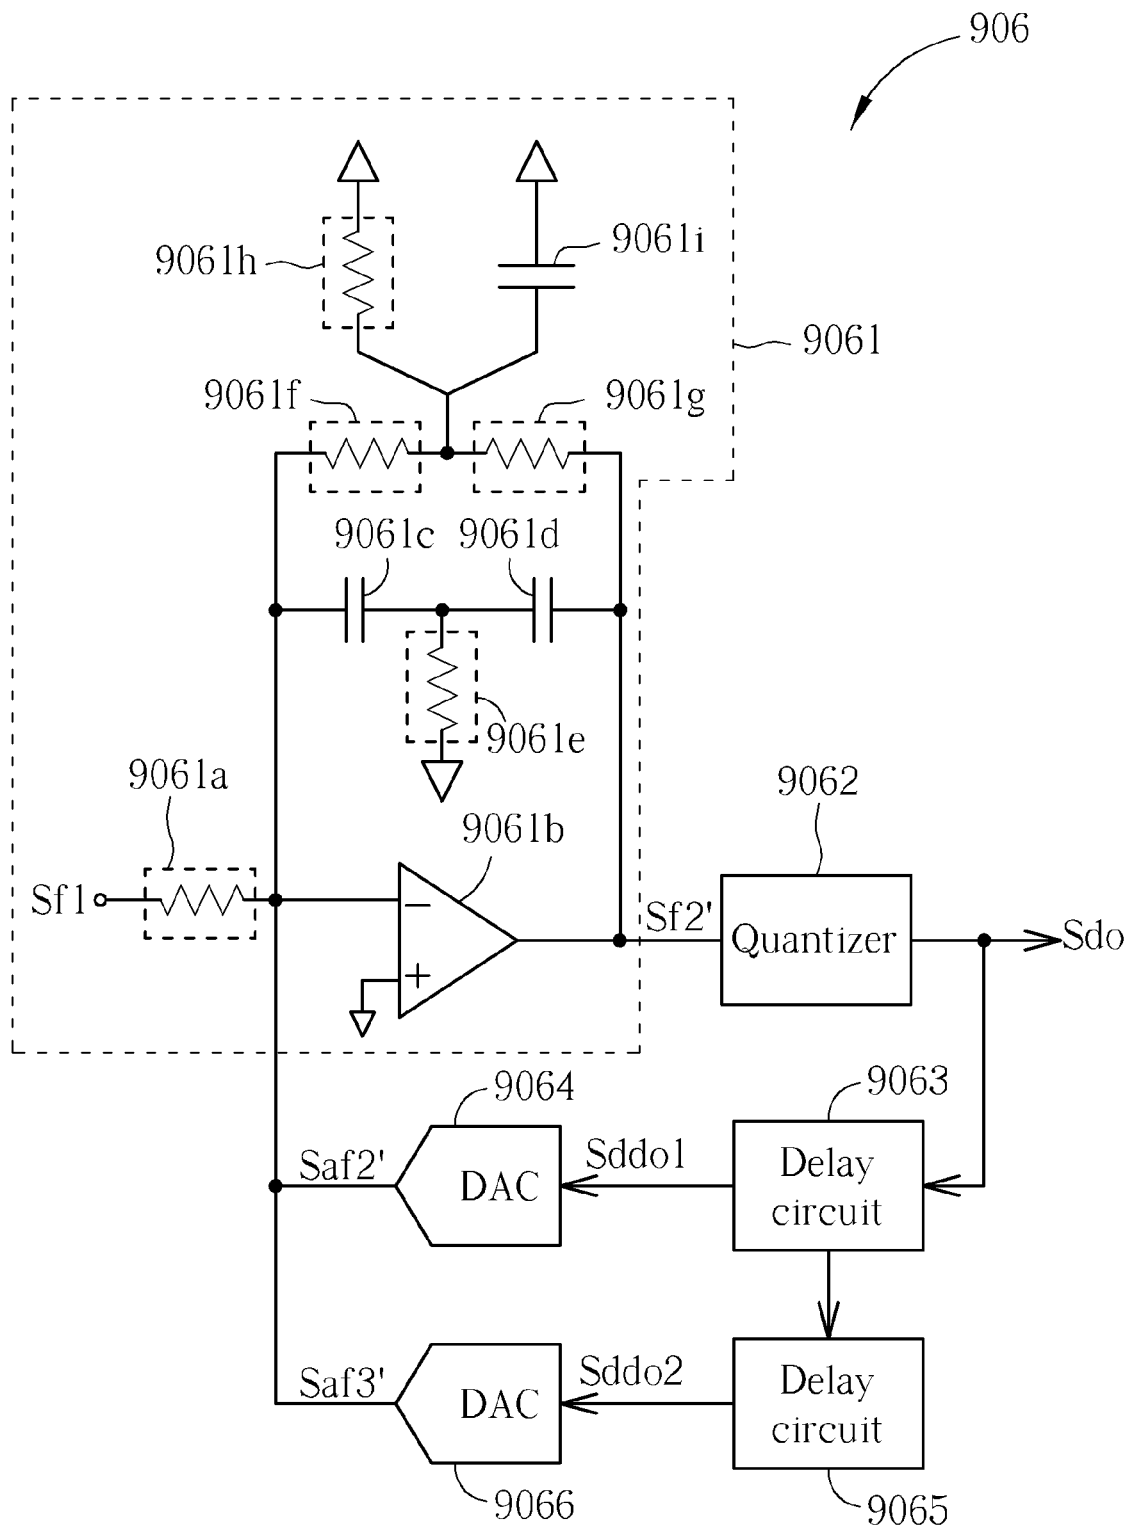 906
9061h
9061i
9061
9061f
9061g
9061c
9061d
9061e
9061a
9061b
9062
Sf1
−
+
Sf2'
Quantizer
Sdo
9064
9063
Saf2'
DAC
Sddo1
Delay
circuit
Saf3'
DAC
Sddo2
Delay
circuit
9066
9065